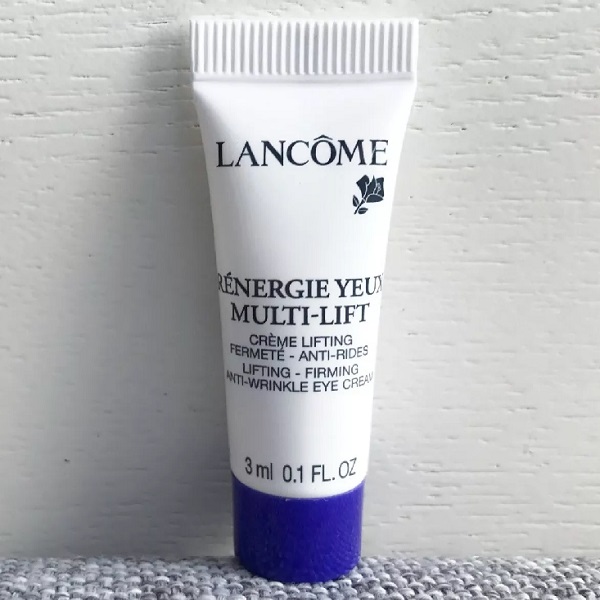 LANCÔME
RÉNERGIE YEUX
MULTI-LIFT
CRÈME LIFTING
FERMETÉ - ANTI-RIDES
LIFTING - FIRMING
ANTI-WRINKLE EYE CREAM
3 ml 0.1 FL. OZ